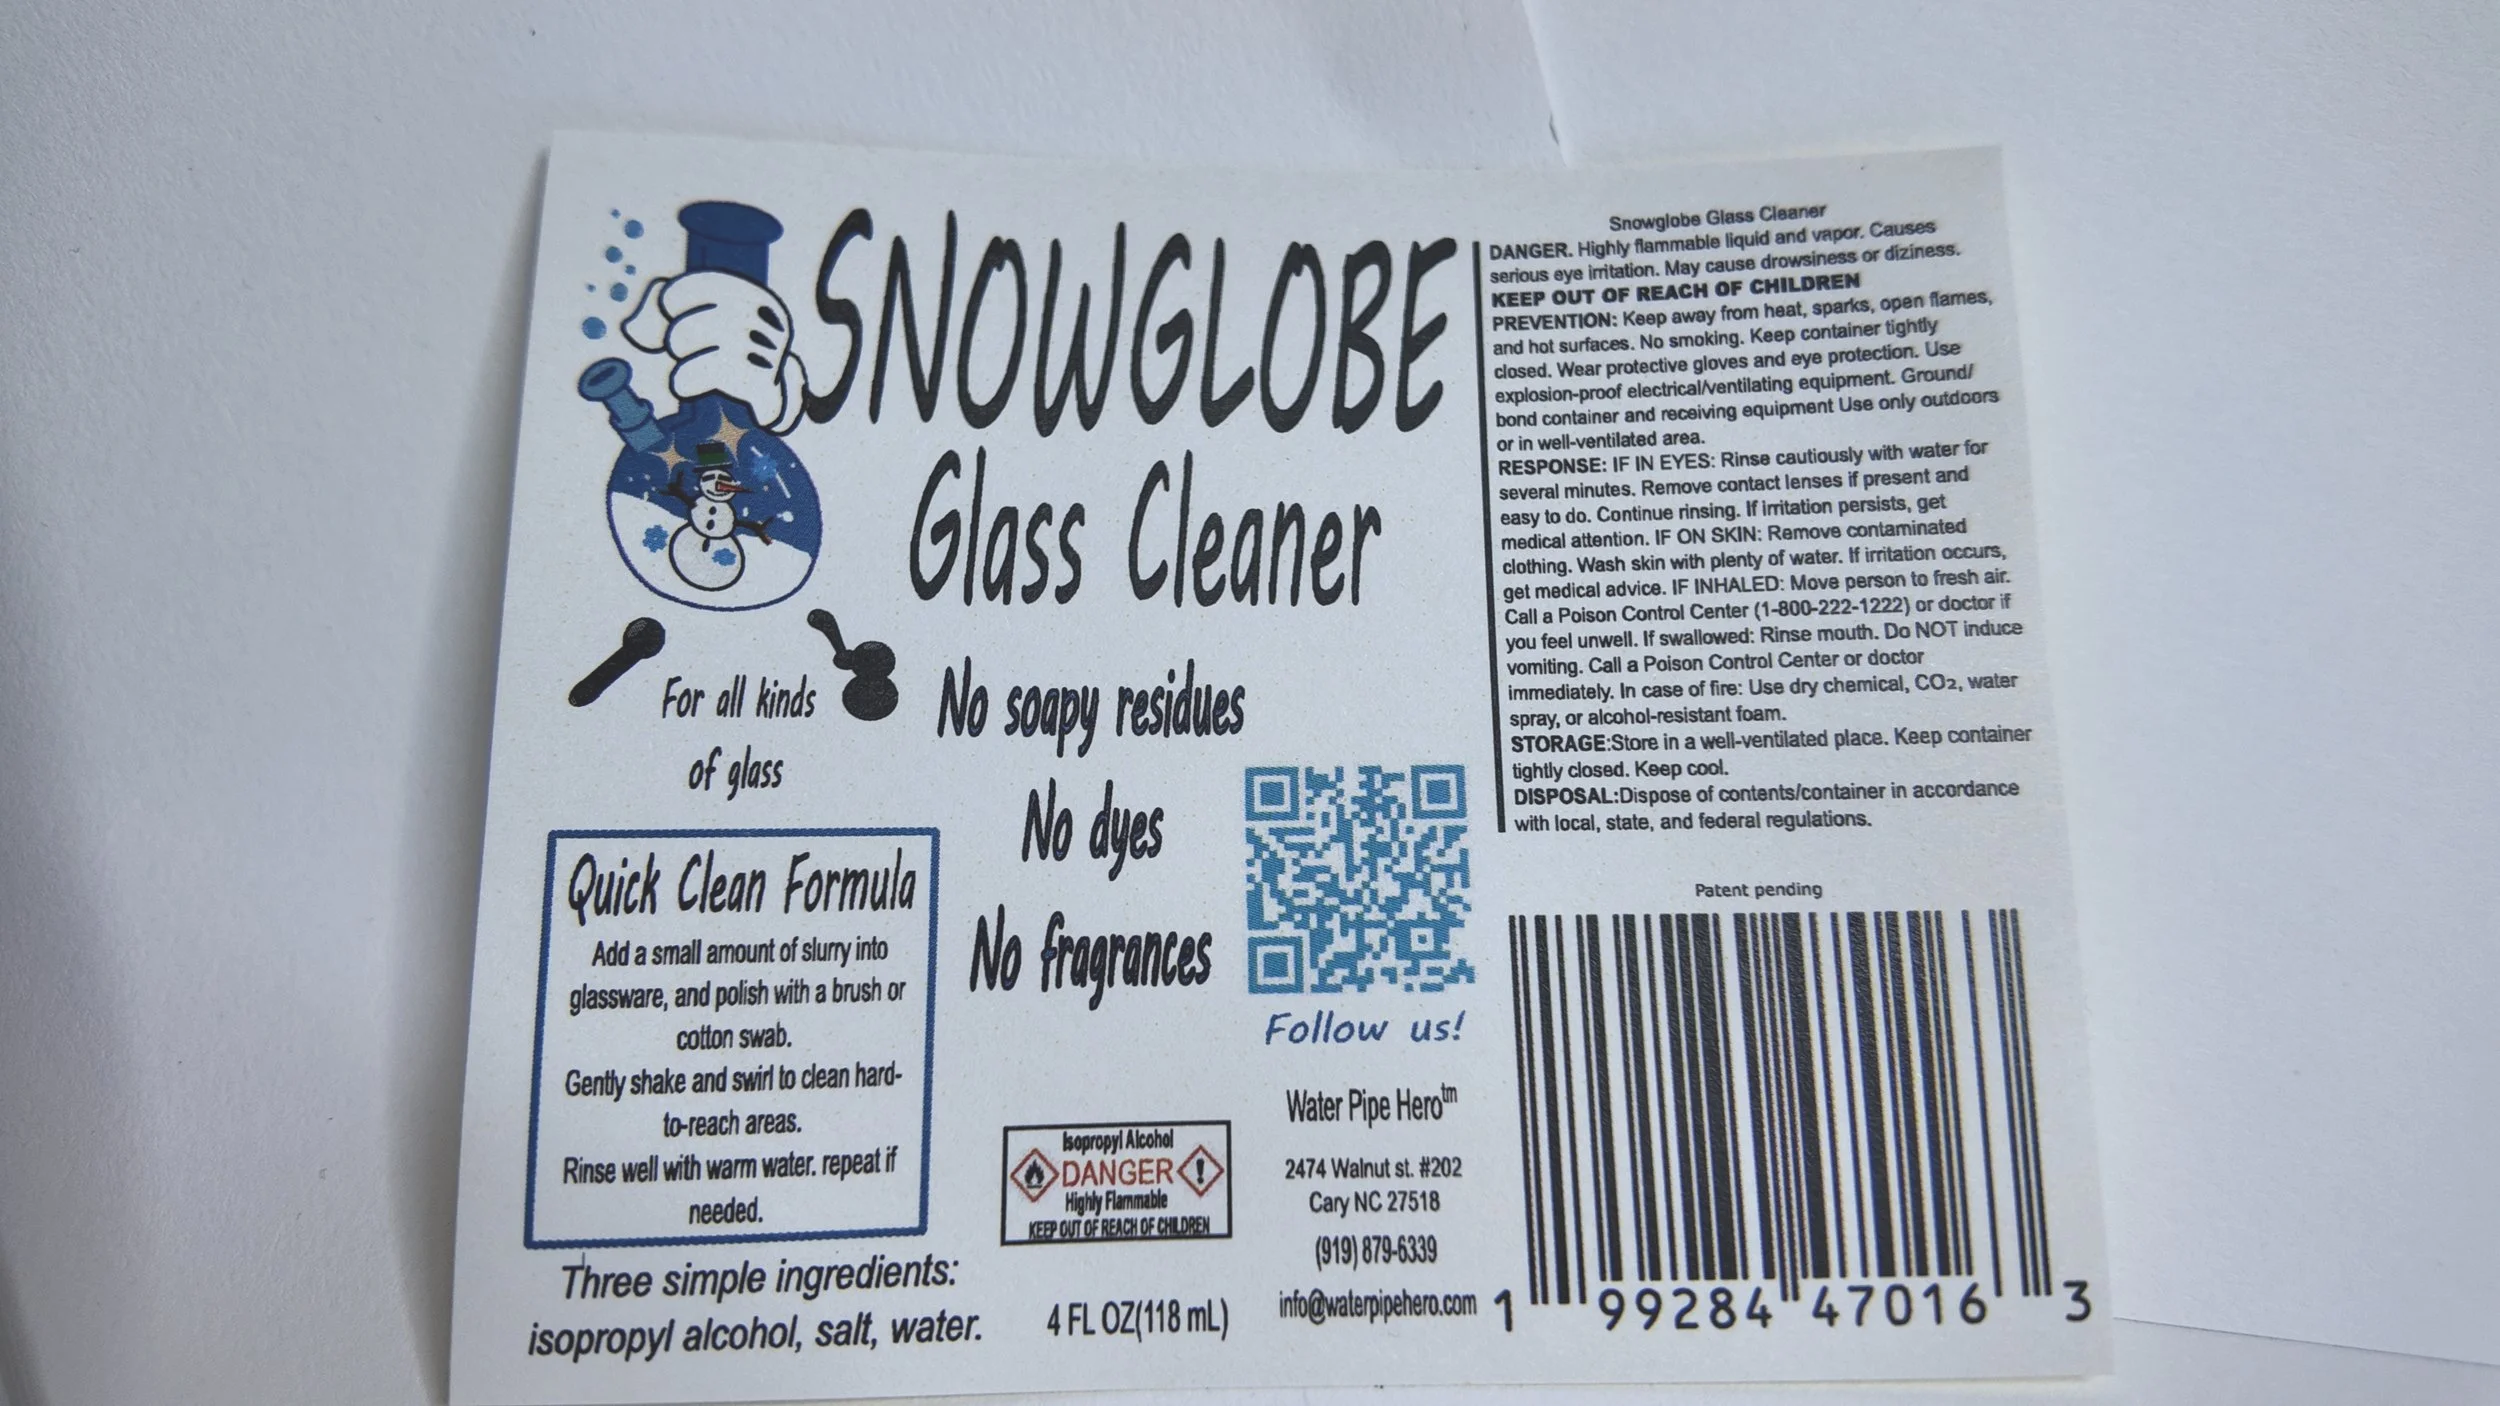 SNOWGLOBE
Glass Cleaner
For all kinds
of glass
No soapy residues
No dyes
No fragrances
Quick Clean Formula
Add a small amount of slurry into
glassware, and polish with a brush or
cotton swab.
Gently shake and swirl to clean hard-
to-reach areas.
Rinse well with warm water. repeat if
needed.
Three simple ingredients:
isopropyl alcohol, salt, water.
Isopropyl Alcohol
DANGER
Highly Flammable
KEEP OUT OF REACH OF CHILDREN
4 FL OZ(118 mL)
Follow us!
Water Pipe Hero™
2474 Walnut st. #202
Cary NC 27518
(919) 879-6339
info@waterpipehero.com
Snowglobe Glass Cleaner
DANGER. Highly flammable liquid and vapor. Causes
serious eye irritation. May cause drowsiness or diziness.
KEEP OUT OF REACH OF CHILDREN
PREVENTION: Keep away from heat, sparks, open flames,
and hot surfaces. No smoking. Keep container tightly
closed. Wear protective gloves and eye protection. Use
explosion-proof electrical/ventilating equipment. Ground/
bond container and receiving equipment Use only outdoors
or in well-ventilated area.
RESPONSE: IF IN EYES: Rinse cautiously with water for
several minutes. Remove contact lenses if present and
easy to do. Continue rinsing. If irritation persists, get
medical attention. IF ON SKIN: Remove contaminated
clothing. Wash skin with plenty of water. If irritation occurs,
get medical advice. IF INHALED: Move person to fresh air.
Call a Poison Control Center (1-800-222-1222) or doctor if
you feel unwell. If swallowed: Rinse mouth. Do NOT induce
vomiting. Call a Poison Control Center or doctor
immediately. In case of fire: Use dry chemical, CO₂, water
spray, or alcohol-resistant foam.
STORAGE:Store in a well-ventilated place. Keep container
tightly closed. Keep cool.
DISPOSAL:Dispose of contents/container in accordance
with local, state, and federal regulations.
Patent pending
1 99284 47016 3